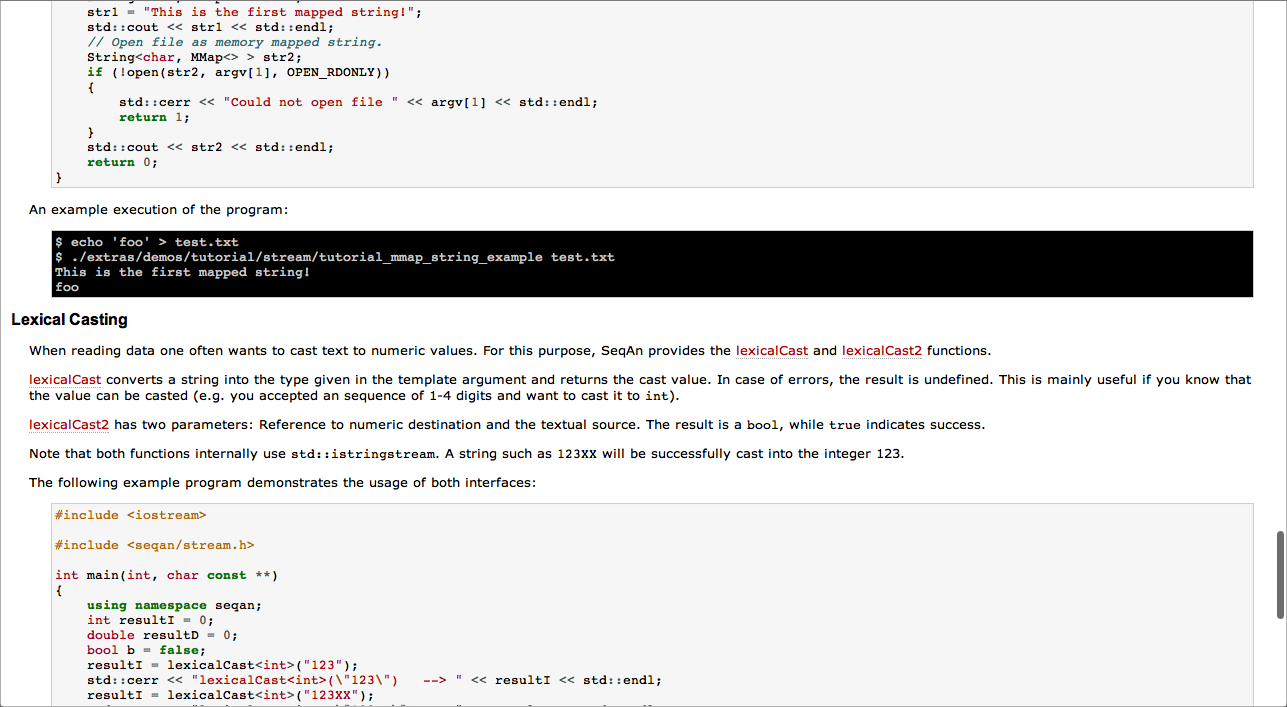 str1 = "This is the first mapped string!";
std::cout << str1 << std::endl;
// Open file as memory mapped string.
String<char, MMap<> > str2;
if (!open(str2, argv[1], OPEN_RDONLY))
{
std::cerr << "Could not open file " << argv[1] << std::endl;
return 1;
}
std::cout << str2 << std::endl;
return 0;
}
An example execution of the program:
$ echo 'foo' > test.txt
$ ./extras/demos/tutorial/stream/tutorial_mmap_string_example test.txt
This is the first mapped string!
foo
Lexical Casting
When reading data one often wants to cast text to numeric values. For this purpose, SeqAn provides the lexicalCast and lexicalCast2 functions.
lexicalCast converts a string into the type given in the template argument and returns the cast value. In case of errors, the result is undefined. This is mainly useful if you know that
the value can be casted (e.g. you accepted an sequence of 1-4 digits and want to cast it to int).
lexicalCast2 has two parameters: Reference to numeric destination and the textual source. The result is a bool, while true indicates success.
Note that both functions internally use std::istringstream. A string such as 123XX will be successfully cast into the integer 123.
The following example program demonstrates the usage of both interfaces:
#include <iostream>
#include <seqan/stream.h>
int main(int, char const **)
{
using namespace seqan;
int resultI = 0;
double resultD = 0;
bool b = false;
resultI = lexicalCast<int>("123");
std::cerr << "lexicalCast<int>(\"123\")   --> " << resultI << std::endl;
resultI = lexicalCast<int>("123XX");